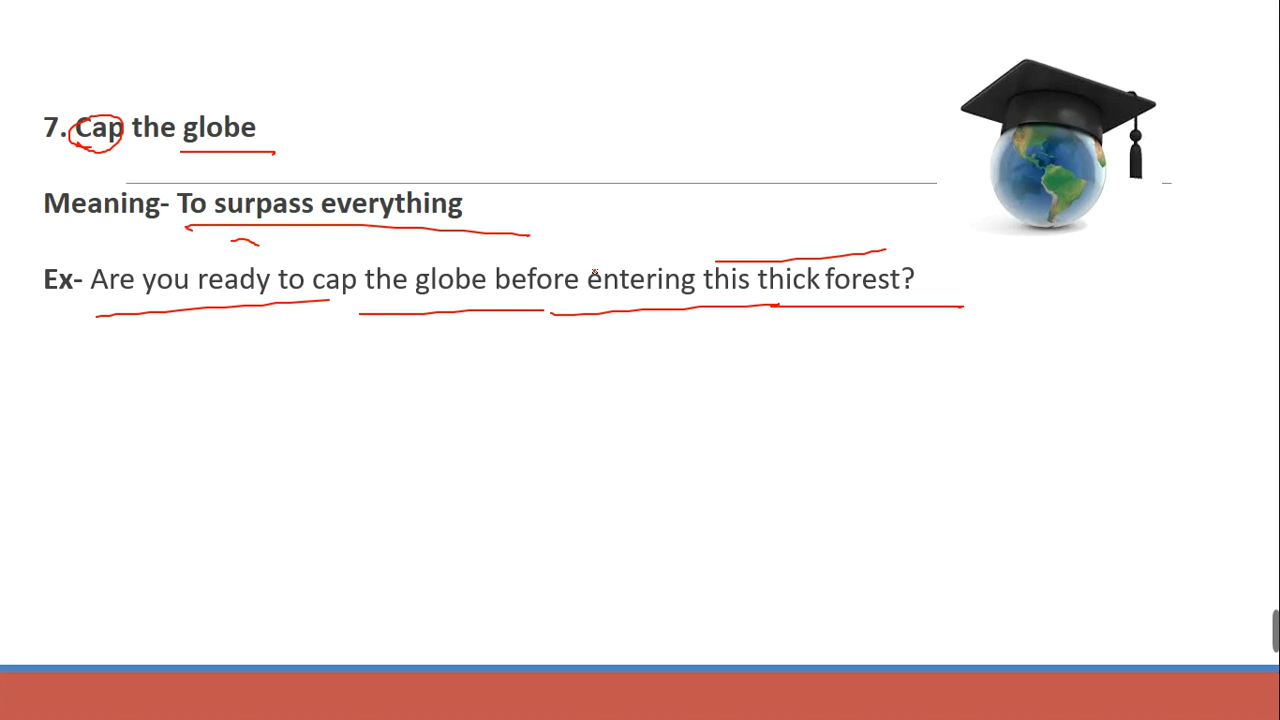 7. Cap the globe
Meaning- To surpass everything
Ex- Are you ready to cap the globe before entering this thick forest?